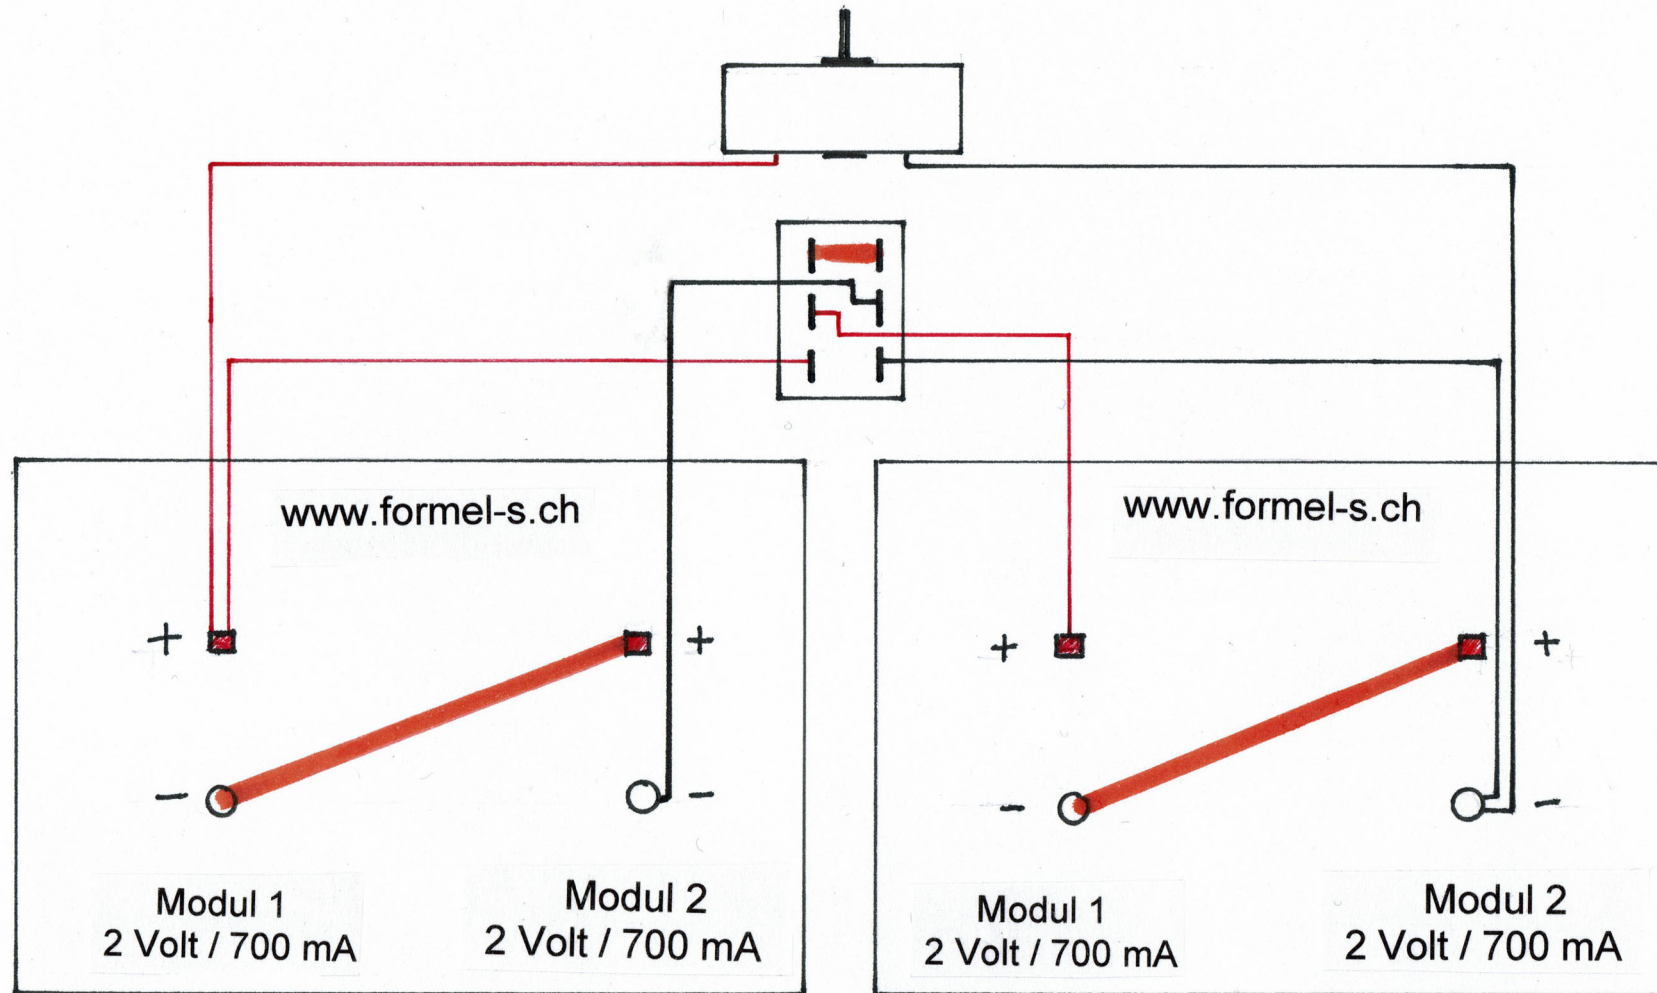 www.formel-s.ch
www.formel-s.ch
+
+
+
+
-
-
-
-
Modul 1
2 Volt / 700 mA
Modul 2
2 Volt / 700 mA
Modul 1
2 Volt / 700 mA
Modul 2
2 Volt / 700 mA